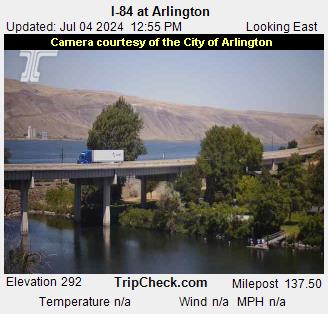 I-84 at Arlington
Updated: Jul 04 2024 12:55 PM Looking East
Camera courtesy of the City of Arlington
Elevation 292 TripCheck.com Milepost 137.50
Temperature n/a Wind n/a MPH n/a